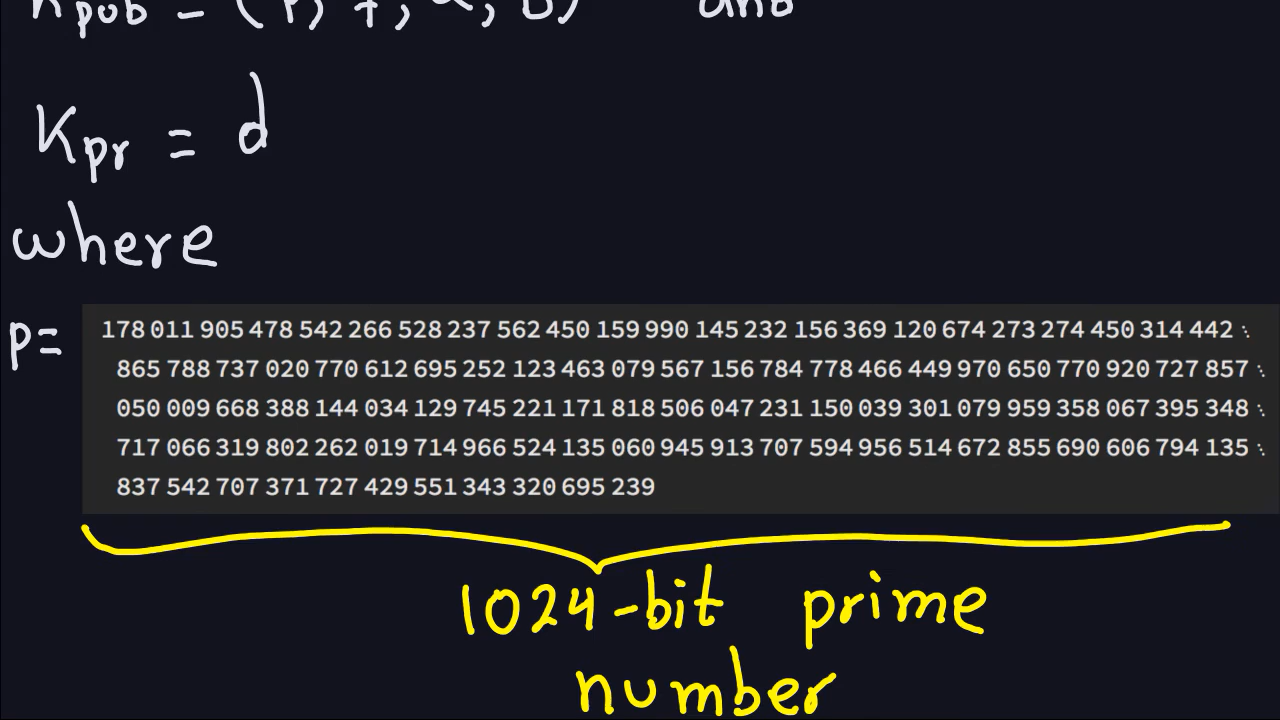 and
Kpr = d
where
p=
178 011 905 478 542 266 528 237 562 450 159 990 145 232 156 369 120 674 273 274 450 314 442 ⋱
865 788 737 020 770 612 695 252 123 463 079 567 156 784 778 466 449 970 650 770 920 727 857 ⋱
050 009 668 388 144 034 129 745 221 171 818 506 047 231 150 039 301 079 959 358 067 395 348 ⋱
717 066 319 802 262 019 714 966 524 135 060 945 913 707 594 956 514 672 855 690 606 794 135 ⋱
837 542 707 371 727 429 551 343 320 695 239
1024-bit prime
number